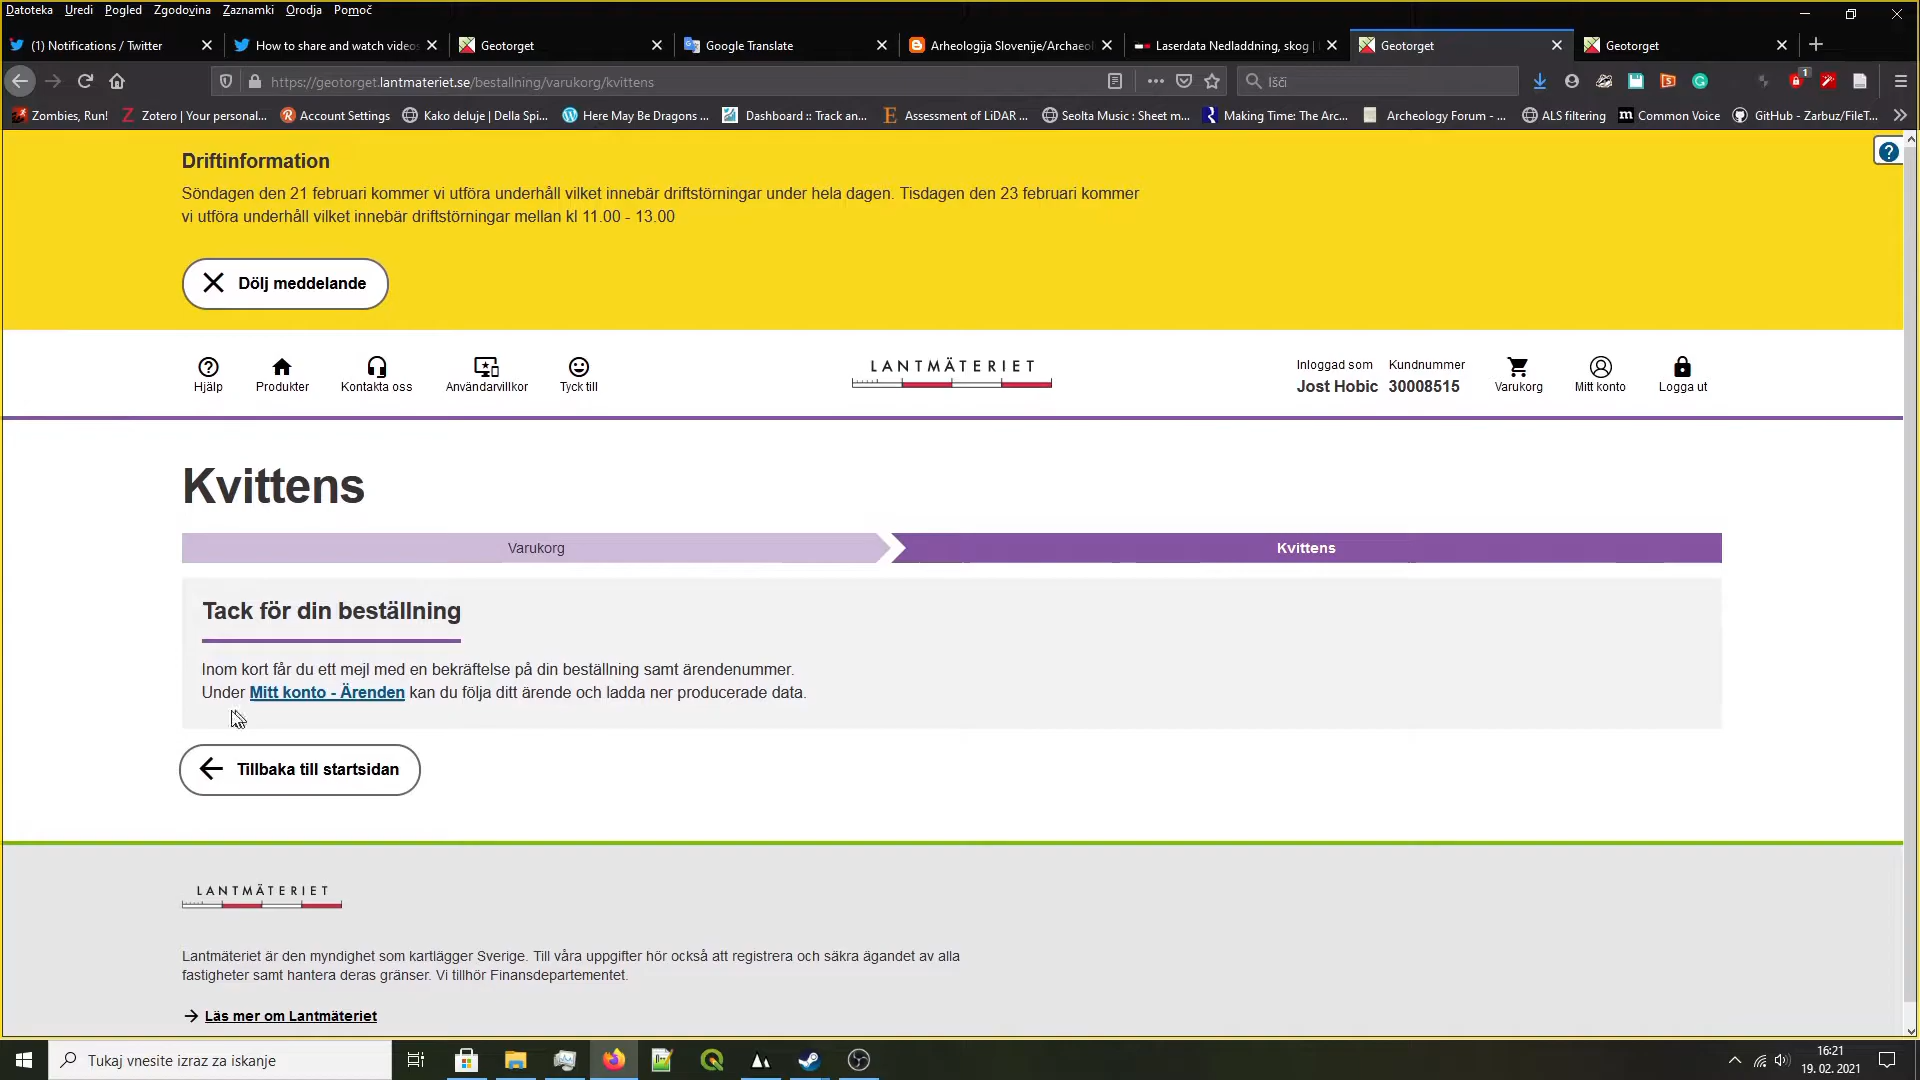 Datoteka Uredi Pogled Zgodovina Zaznamki Orodja Pomoč
(1) Notifications / Twitter
How to share and watch videos
Geotorget
Google Translate
Arheologija Slovenije/Archaeol
Laserdata Nedladdning, skog |
Geotorget
Geotorget
https://geotorget.lantmateriet.se/bestallning/varukorg/kvittens
Išči
1
Zombies, Run!
Zotero | Your personal...
Account Settings
Kako deluje | Della Spi...
Here May Be Dragons ...
Dashboard :: Track an...
Assessment of LiDAR ...
Seolta Music : Sheet m...
Making Time: The Arc...
Archeology Forum - ...
ALS filtering
Common Voice
GitHub - Zarbuz/FileT...
Driftinformation
Söndagen den 21 februari kommer vi utföra underhåll vilket innebär driftstörningar under hela dagen. Tisdagen den 23 februari kommer
vi utföra underhåll vilket innebär driftstörningar mellan kl 11.00 - 13.00
Dölj meddelande
Hjälp
Produkter
Kontakta oss
Användarvillkor
Tyck till
LANTMÄTERIET
Inloggad som
Jost Hobic
Kundnummer
30008515
Varukorg
Mitt konto
Logga ut
Kvittens
Varukorg
Kvittens
Tack för din beställning
Inom kort får du ett mejl med en bekräftelse på din beställning samt ärendenummer.
Under Mitt konto - Ärenden kan du följa ditt ärende och ladda ner producerade data.
Tillbaka till startsidan
LANTMÄTERIET
Lantmäteriet är den myndighet som kartlägger Sverige. Till våra uppgifter hör också att registrera och säkra ägandet av alla
fastigheter samt hantera deras gränser. Vi tillhör Finansdepartementet.
Läs mer om Lantmäteriet
Tukaj vnesite izraz za iskanje
16:21
19. 02. 2021